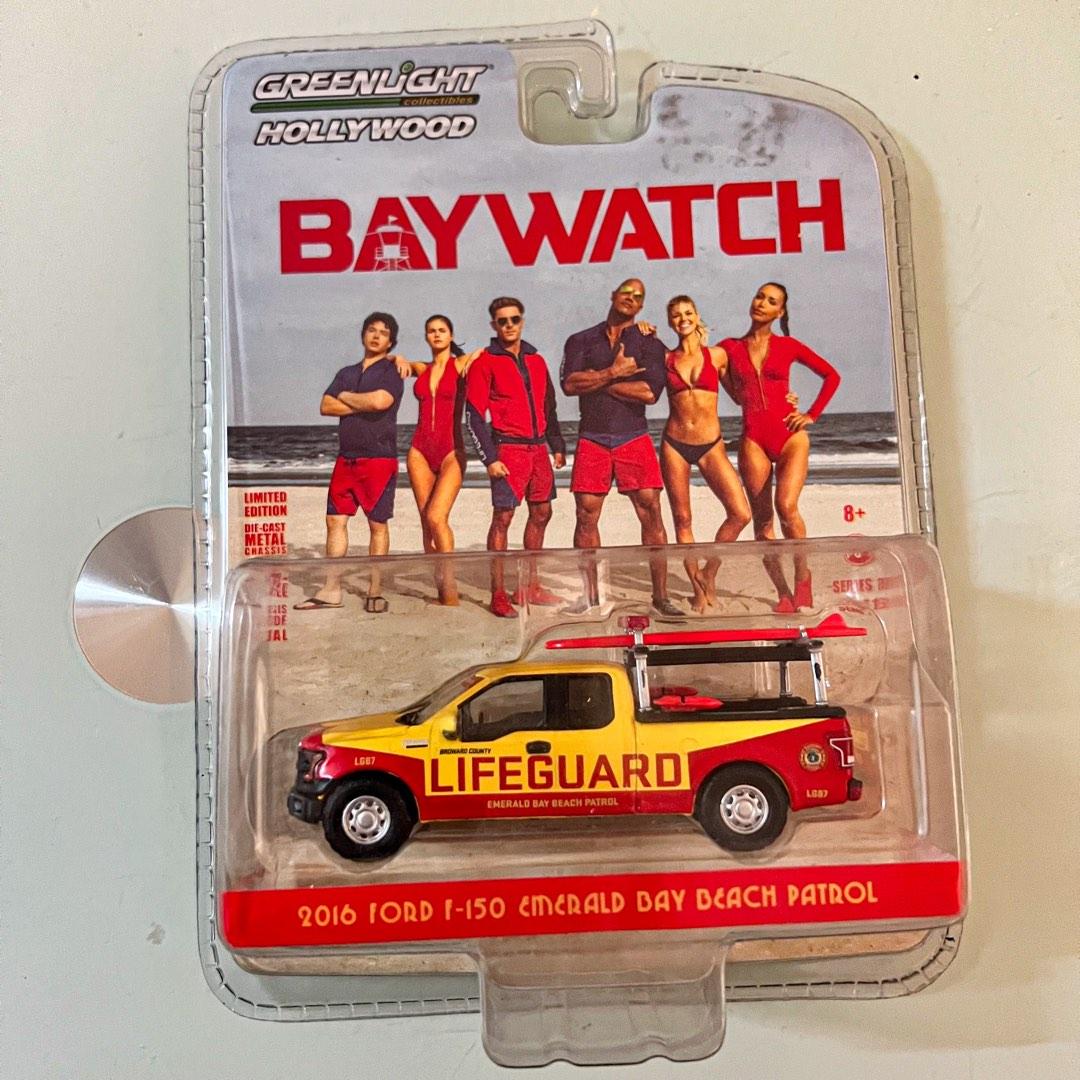 GREENLIGHT
collectibles
HOLLYWOOD
BAYWATCH
LIMITED
EDITION
DIE-CAST
METAL
CHASSIS
8+
SERIES
BROWARD COUNTY
LG87
LIFEGUARD
EMERALD BAY BEACH PATROL
LG87
2016 FORD F-150 EMERALD BAY BEACH PATROL